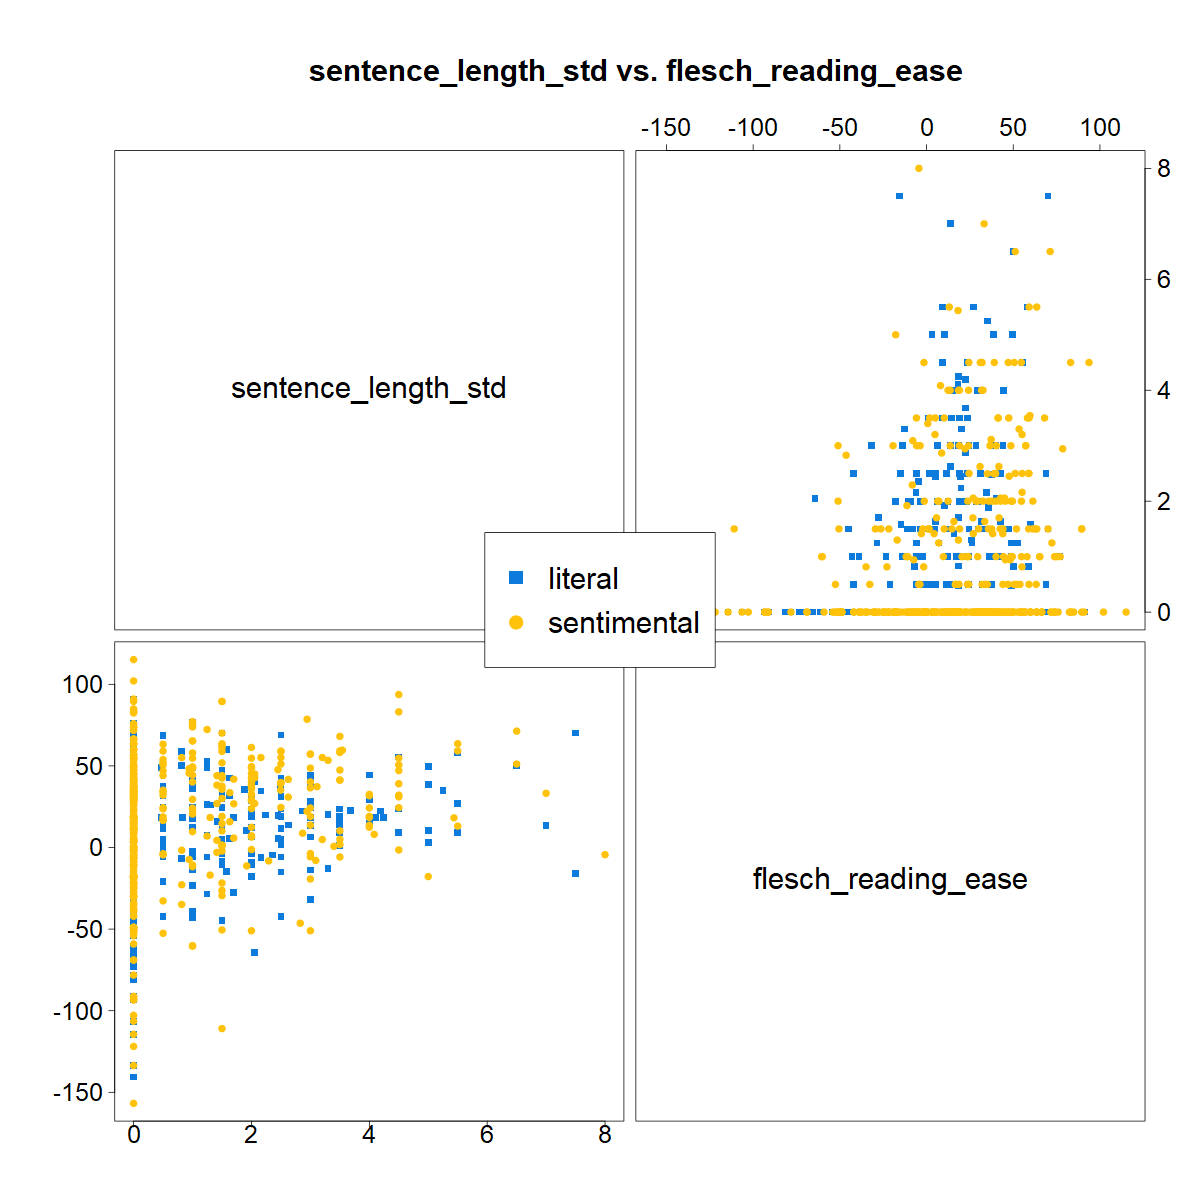 sentence_length_std vs. flesch_reading_ease
-150 -100 -50 0 50 100
8
6
sentence_length_std
4
2
literal
sentimental
0
100
50
0
-50
-100
-150
flesch_reading_ease
0 2 4 6 8